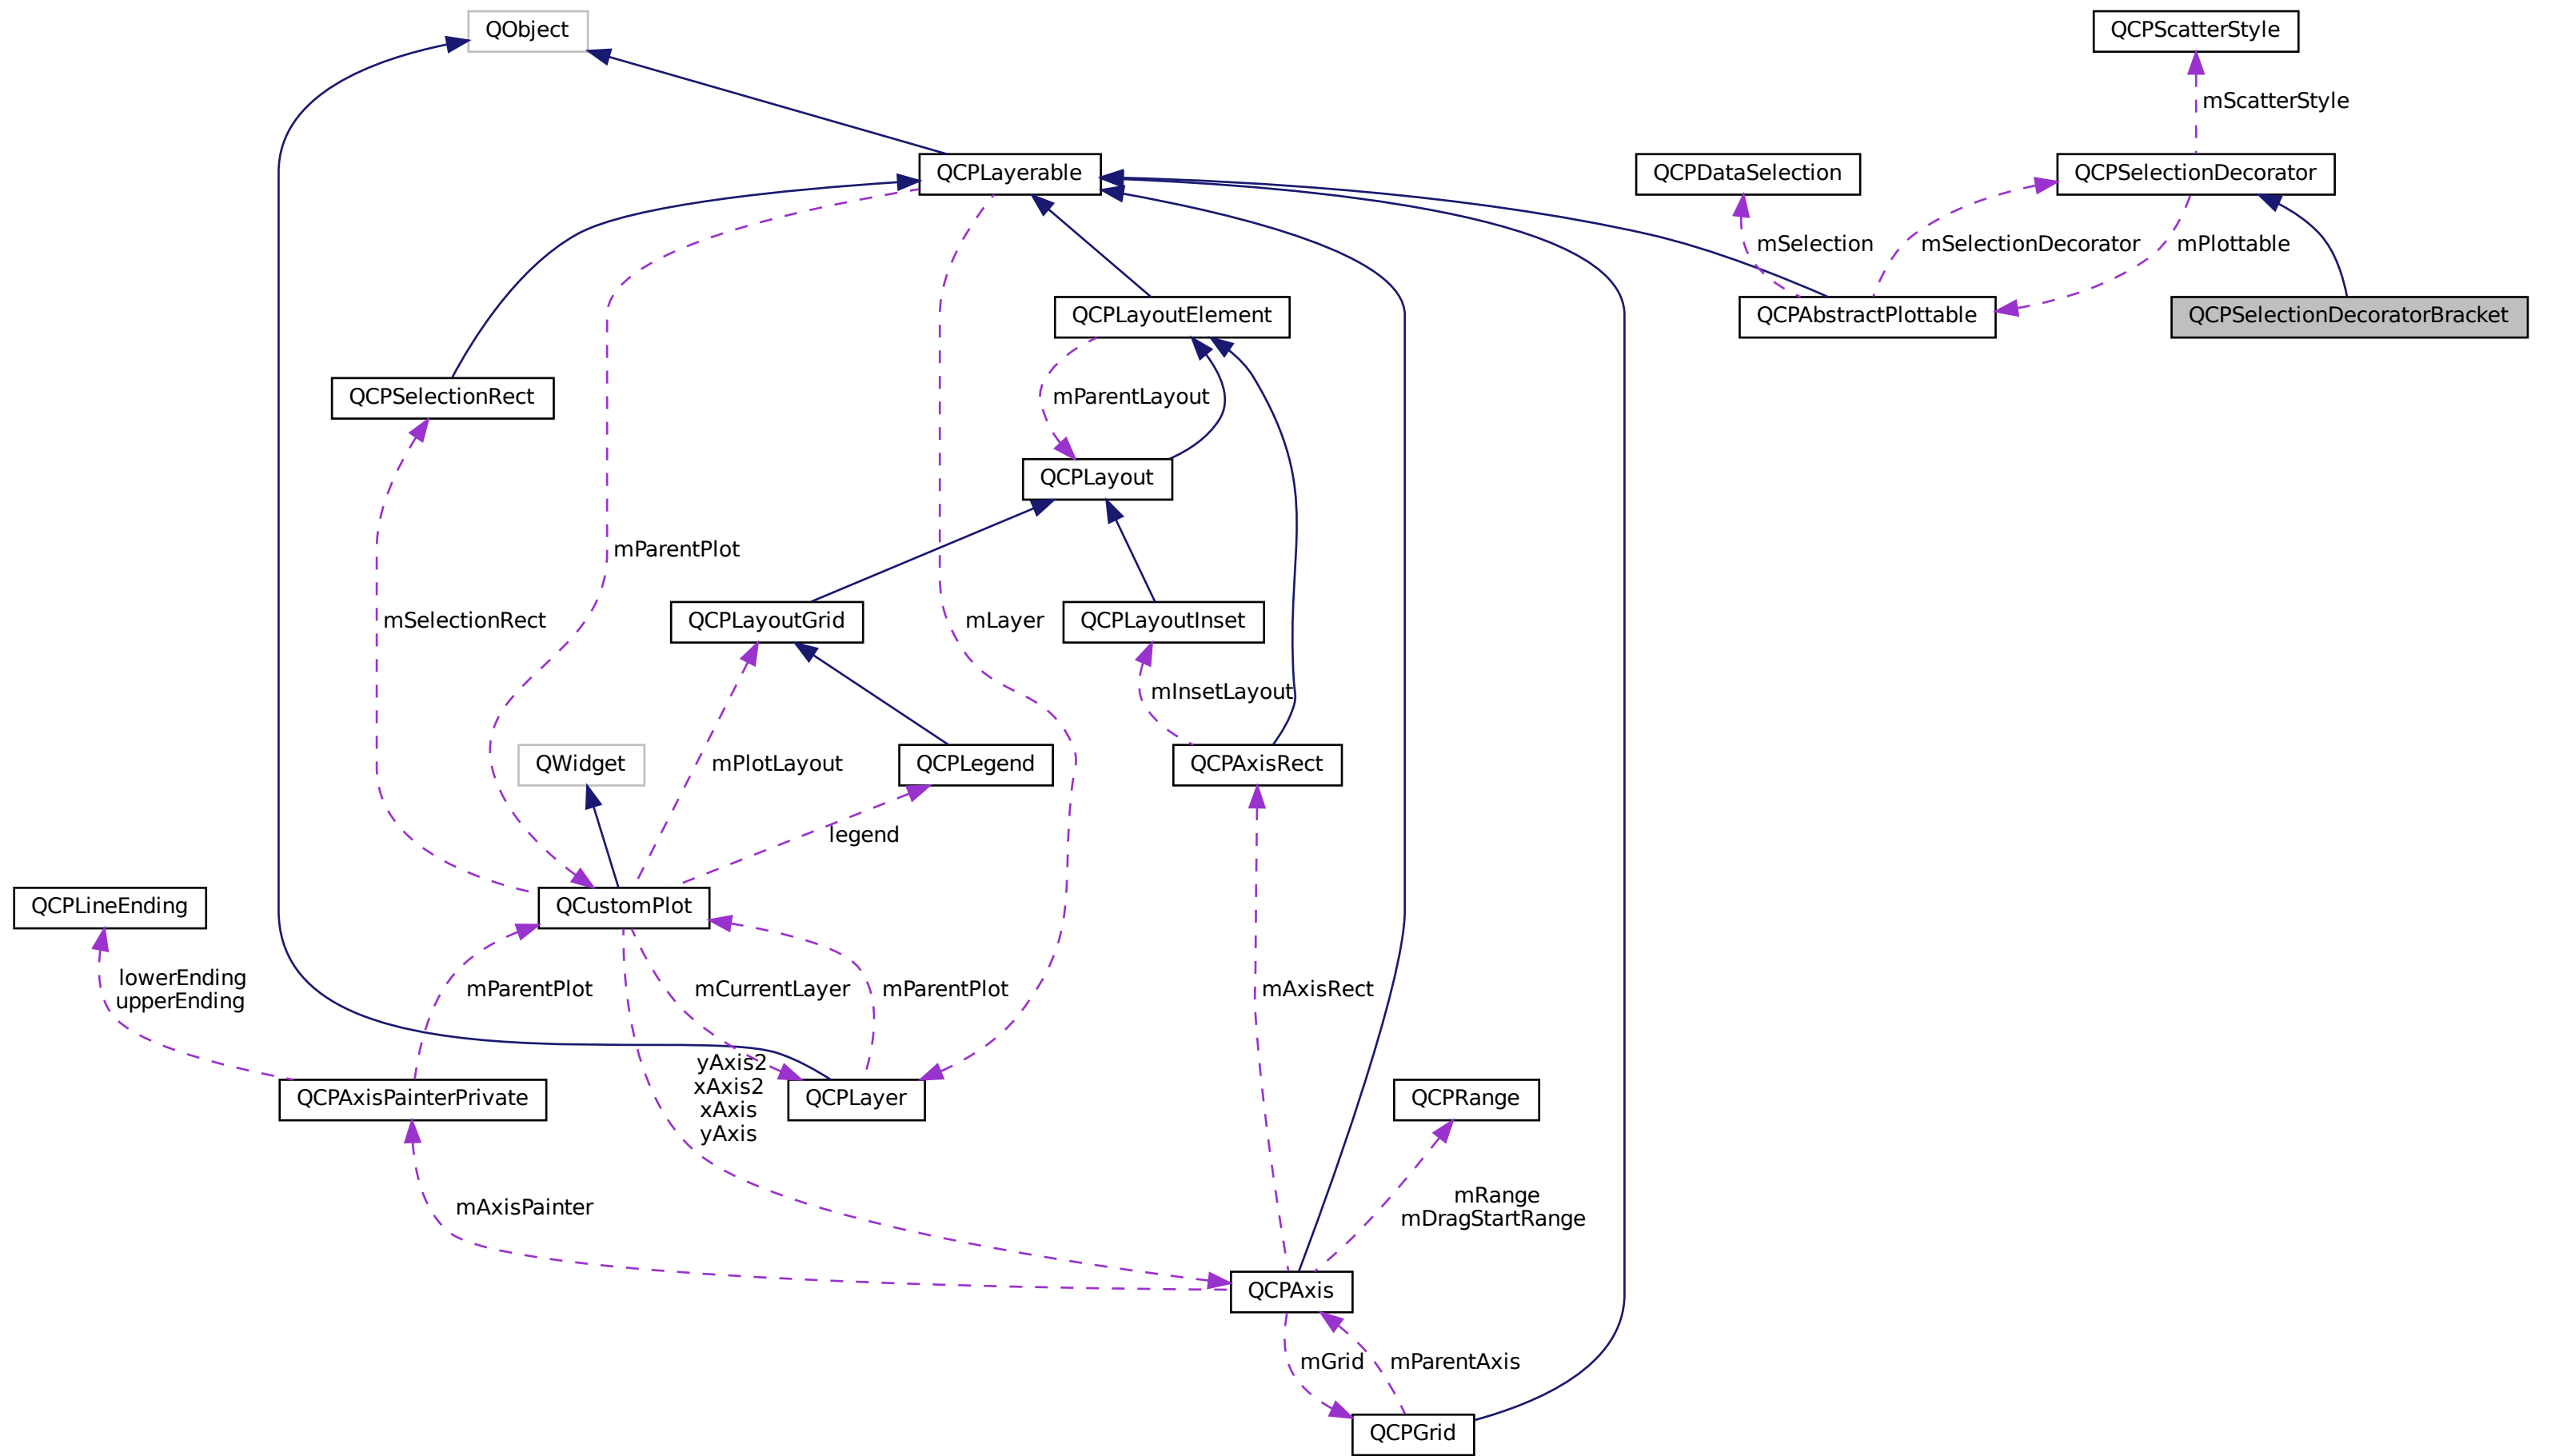 QObject
QCPScatterStyle
mScatterStyle
QCPLayerable
QCPDataSelection
QCPSelectionDecorator
mSelection
mSelectionDecorator
mPlottable
QCPLayoutElement
QCPAbstractPlottable
QCPSelectionDecoratorBracket
QCPSelectionRect
mParentLayout
QCPLayout
mParentPlot
mSelectionRect
QCPLayoutGrid
mLayer
QCPLayoutInset
mInsetLayout
QWidget
mPlotLayout
QCPLegend
QCPAxisRect
legend
QCPLineEnding
QCustomPlot
lowerEnding
upperEnding
mParentPlot
mCurrentLayer
mParentPlot
mAxisRect
yAxis2
xAxis2
xAxis
yAxis
QCPAxisPainterPrivate
QCPLayer
QCPRange
mAxisPainter
mRange
mDragStartRange
QCPAxis
mGrid
mParentAxis
QCPGrid